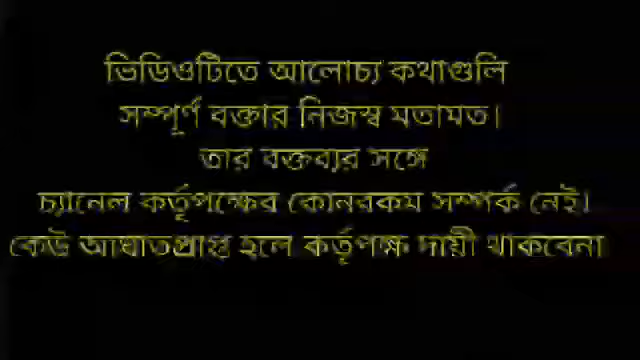 ভিডিওটিতে আলোচ্য কথাগুলি
সম্পূর্ণ বক্তার নিজস্ব মতামত।
তার বক্তব্যর সঙ্গে
চ্যানেল কর্তৃপক্ষের কোনরকম সম্পর্ক নেই।
কেউ আঘাতপ্রাপ্ত হলে কর্তৃপক্ষ দায়ী থাকবেনা